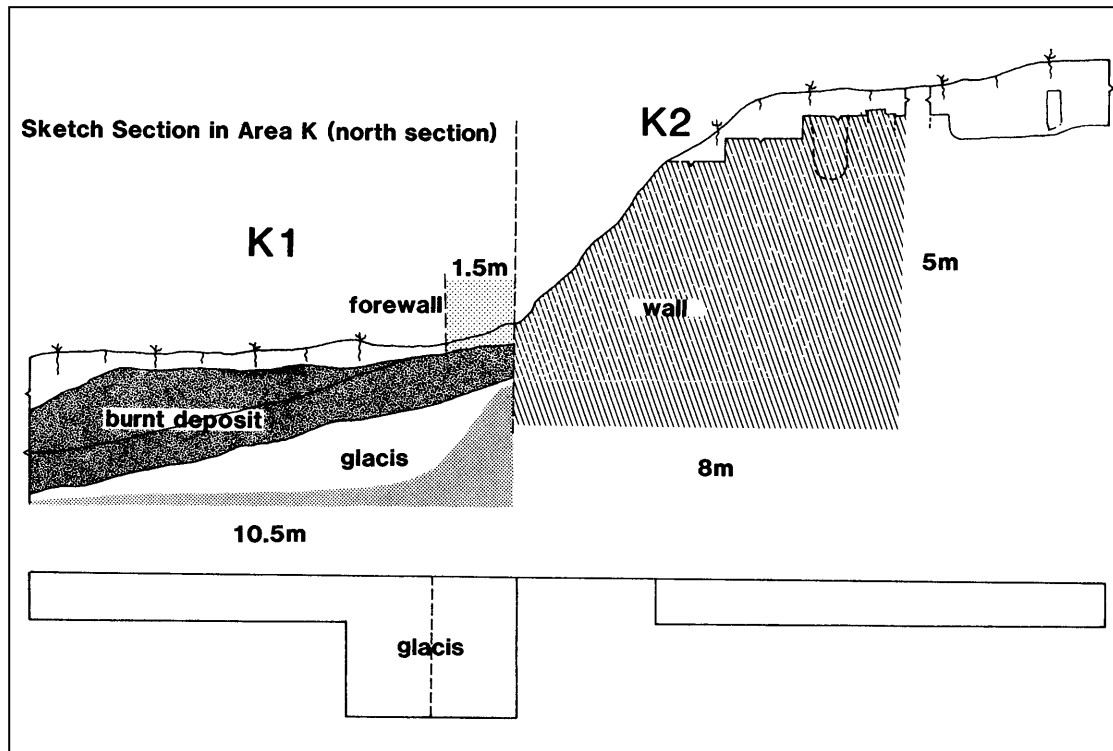 Sketch Section in Area K (north section)
K2
K1
1.5m
5m
forewall
wall
burnt deposit
glacis
8m
10.5m
glacis